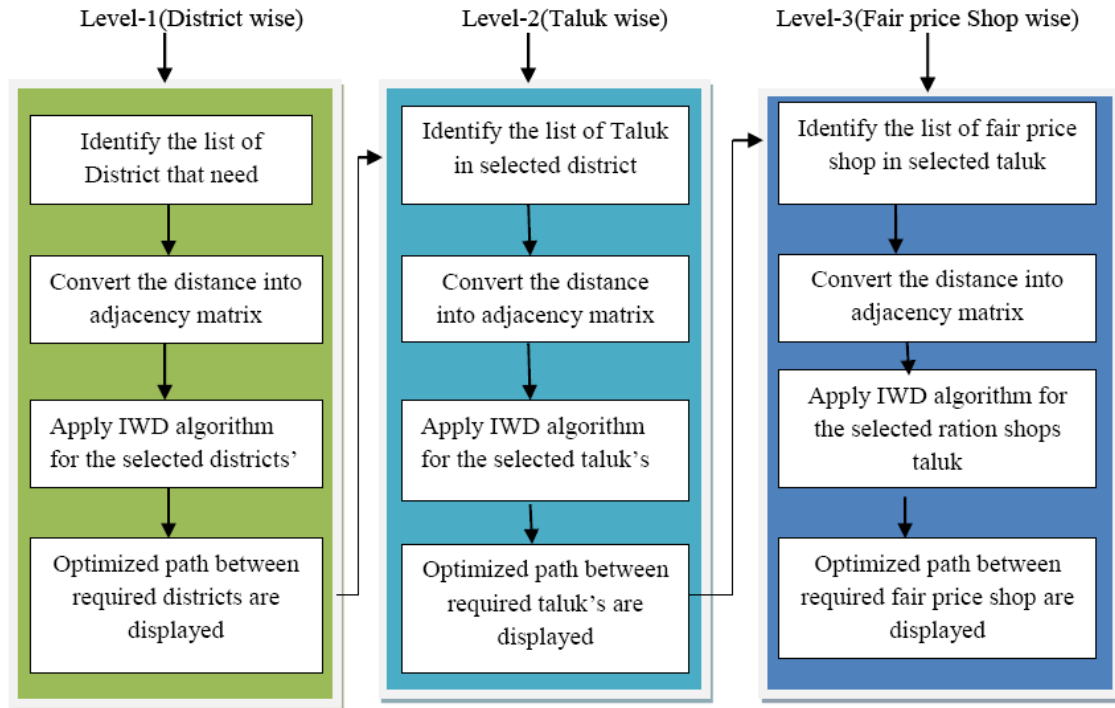 Level-1(District wise)
Identify the list of
District that need
Convert the distance into
adjacency matrix
Apply IWD algorithm
for the selected districts’
Optimized path between
required districts are
displayed
Level-2(Taluk wise)
Identify the list of Taluk
in selected district
Convert the distance
into adjacency matrix
Apply IWD algorithm
for the selected taluk’s
Optimized path between
required taluk’s are
displayed
Level-3(Fair price Shop wise)
Identify the list of fair price
shop in selected taluk
Convert the distance into
adjacency matrix
Apply IWD algorithm for
the selected ration shops
taluk
Optimized path between
required fair price shop are
displayed